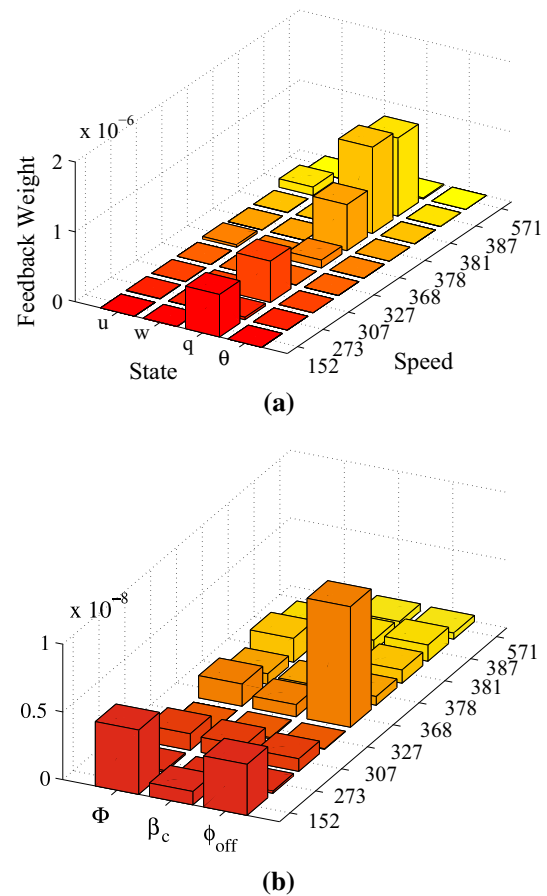 x 10⁻⁶
2
1
0
Feedback Weight
u
w
q
θ
State
152
273
307
327
368
378
381
387
571
Speed
(a)
x 10⁻⁸
1
0.5
0
Φ
β_c
ϕ_off
152
273
307
327
368
378
381
387
571
(b)